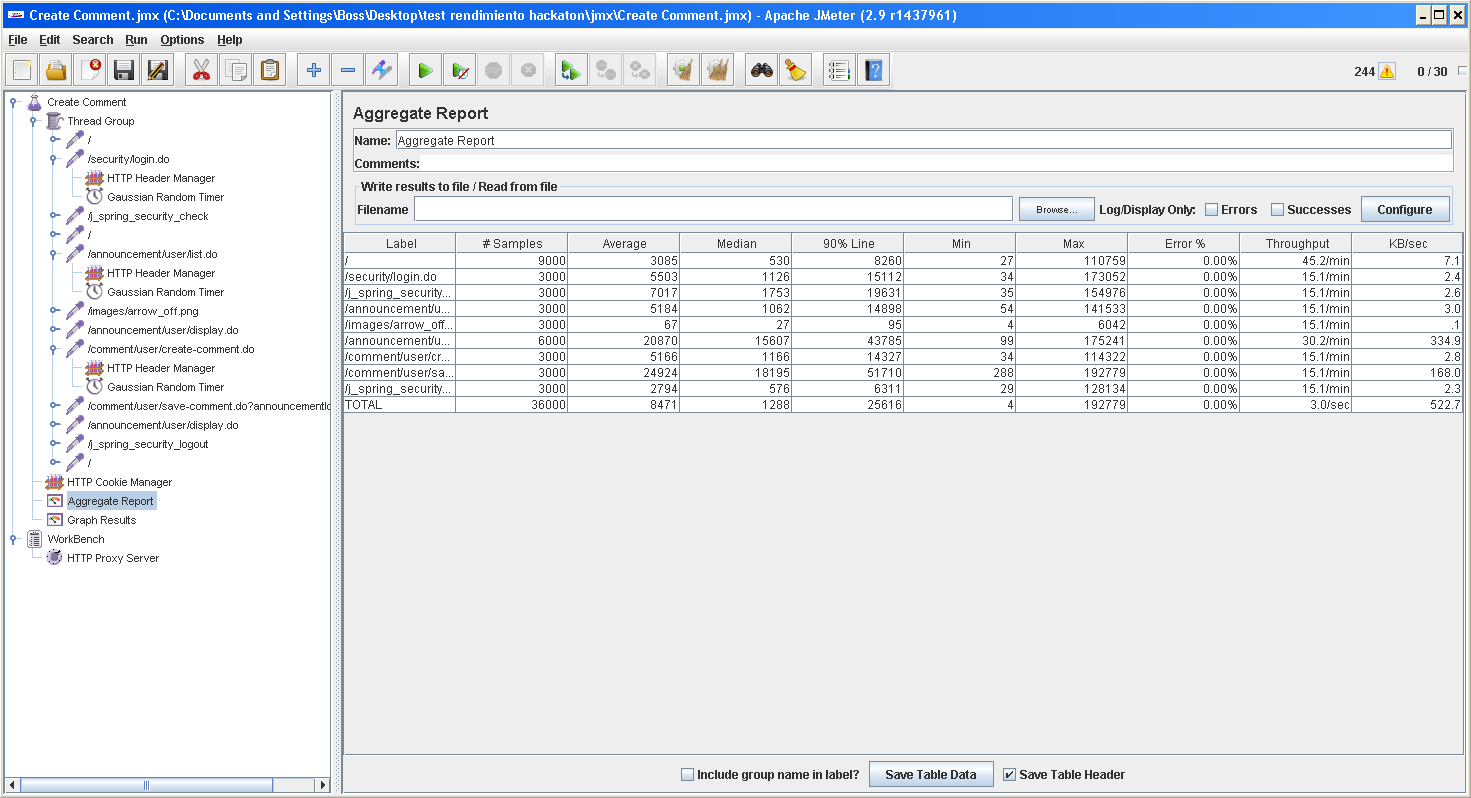 Create Comment.jmx (C:\Documents and Settings\Boss\Desktop\test rendimiento hackaton\jmx\Create Comment.jmx) - Apache JMeter (2.9 r1437961)
File Edit Search Run Options Help
244 0 / 30
Create Comment
Thread Group
/
/security/login.do
HTTP Header Manager
Gaussian Random Timer
/j_spring_security_check
/
/announcement/user/list.do
HTTP Header Manager
Gaussian Random Timer
/images/arrow_off.png
/announcement/user/display.do
/comment/user/create-comment.do
HTTP Header Manager
Gaussian Random Timer
/comment/user/save-comment.do?announcementIc
/announcement/user/display.do
/j_spring_security_logout
/
HTTP Cookie Manager
Aggregate Report
Graph Results
WorkBench
HTTP Proxy Server
Aggregate Report
Name: Aggregate Report
Comments:
Write results to file / Read from file
Filename Browse... Log/Display Only: Errors Successes Configure
Label # Samples Average Median 90% Line Min Max Error % Throughput KB/sec
/ 9000 3085 530 8260 27 110759 0.00% 45.2/min 7.1
/security/login.do 3000 5503 1126 15112 34 173052 0.00% 15.1/min 2.4
/j_spring_security... 3000 7017 1753 19631 35 154976 0.00% 15.1/min 2.6
/announcement/u... 3000 5184 1062 14898 54 141533 0.00% 15.1/min 3.0
/images/arrow_off... 3000 67 27 95 4 6042 0.00% 15.1/min .1
/announcement/u... 6000 20870 15607 43785 99 175241 0.00% 30.2/min 334.9
/comment/user/cr... 3000 5166 1166 14327 34 114322 0.00% 15.1/min 2.8
/comment/user/sa... 3000 24924 18195 51710 288 192779 0.00% 15.1/min 168.0
/j_spring_security... 3000 2794 576 6311 29 128134 0.00% 15.1/min 2.3
TOTAL 36000 8471 1288 25616 4 192779 0.00% 3.0/sec 522.7
Include group name in label? Save Table Data Save Table Header